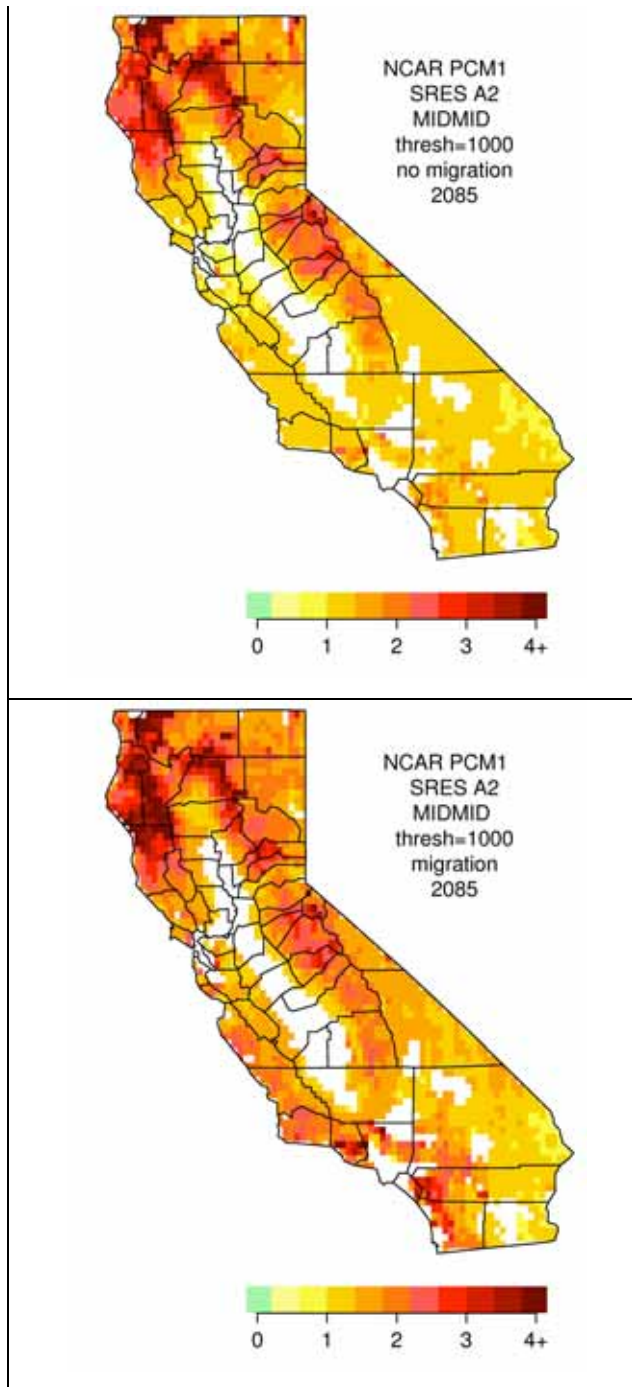 NCAR PCM1
SRES A2
MIDMID
thresh=1000
no migration
2085
0 1 2 3 4+
NCAR PCM1
SRES A2
MIDMID
thresh=1000
migration
2085
0 1 2 3 4+